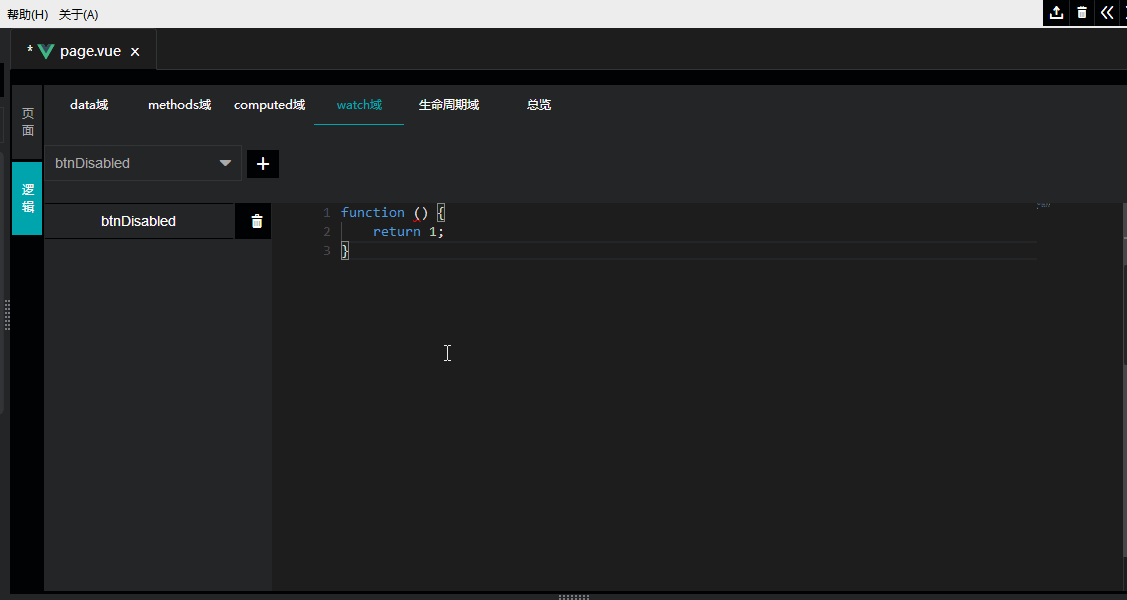 帮助(H) 关于(A)
* page.vue ×
页面
逻辑
data域 methods域 computed域 watch域 生命周期域 总览
btnDisabled +
btnDisabled
1 function () {
2 return 1;
3 }